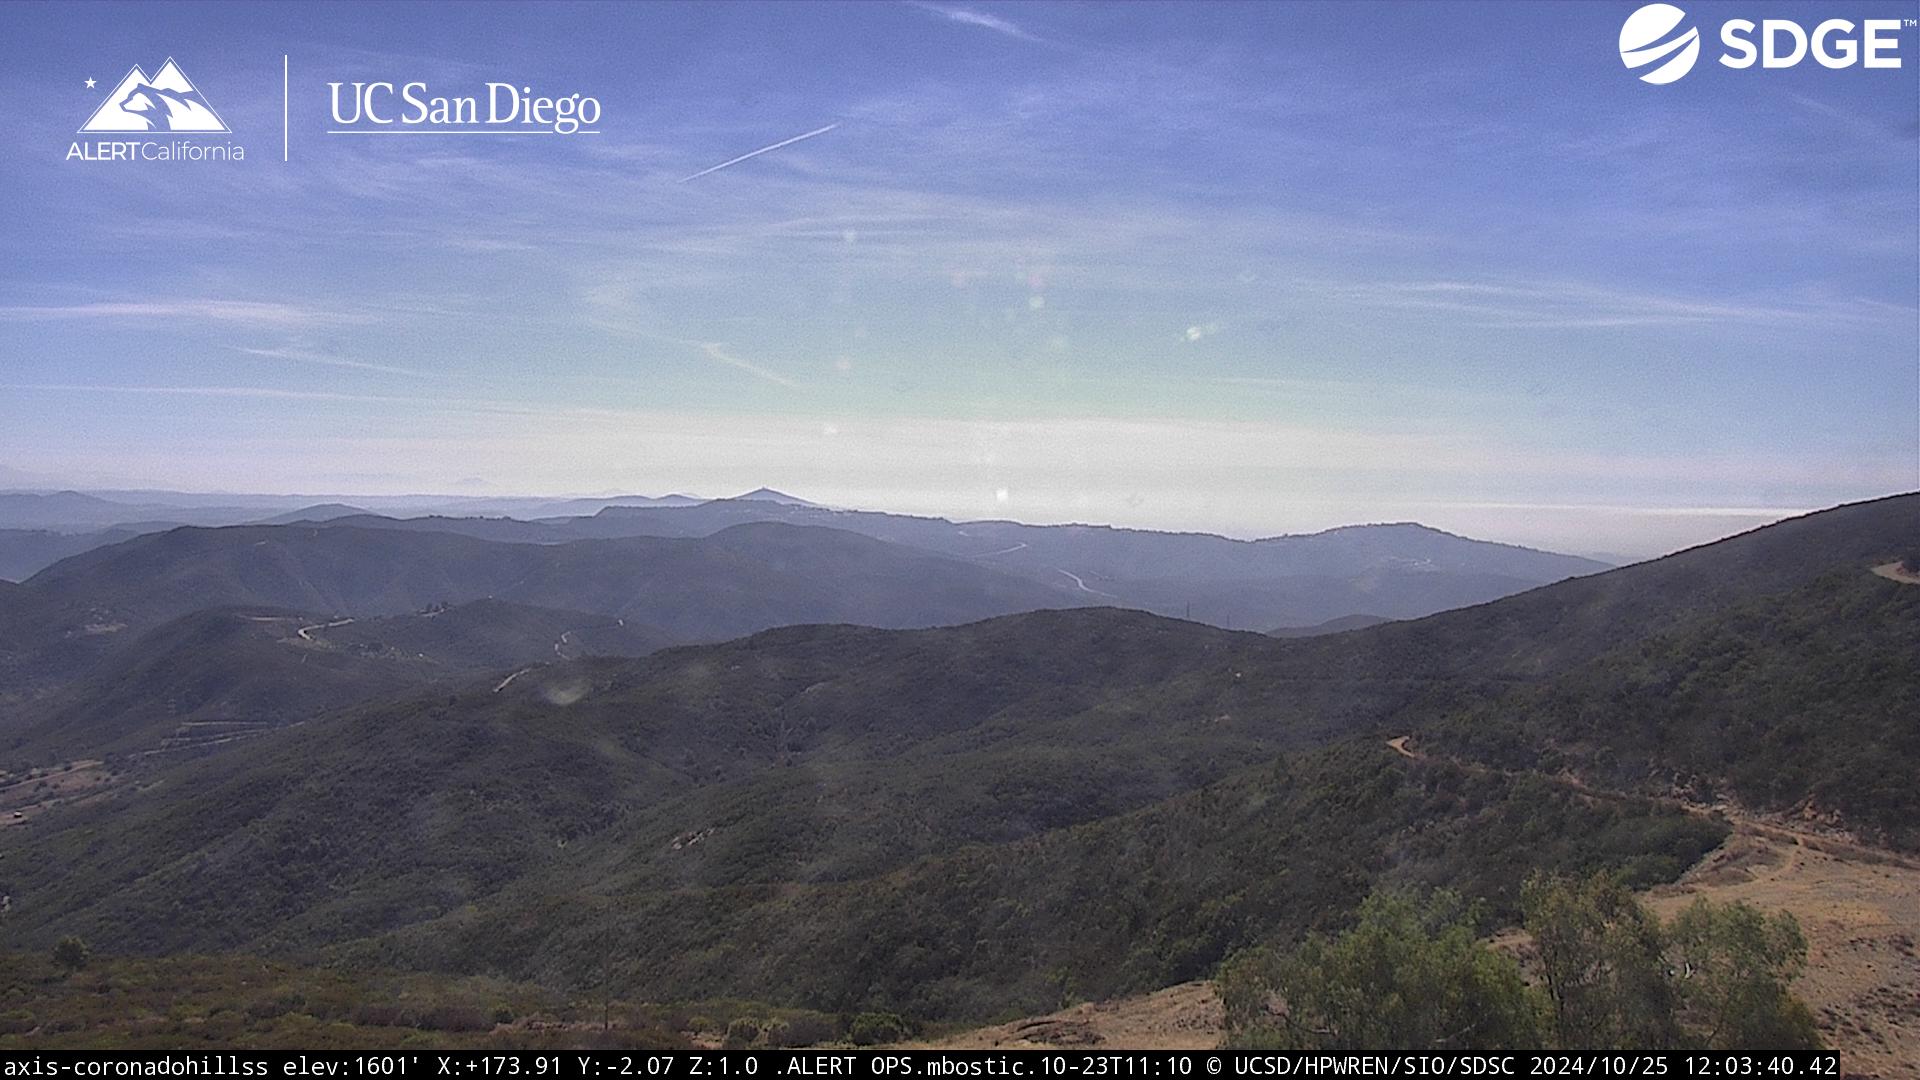 ALERTCalifornia
UC San Diego
SDGE™
axis-coronadohillss elev:1601' X:+173.91 Y:-2.07 Z:1.0 .ALERT OPS.mbostic.10-23T11:10 © UCSD/HPWREN/SIO/SDSC 2024/10/25 12:03:40.42